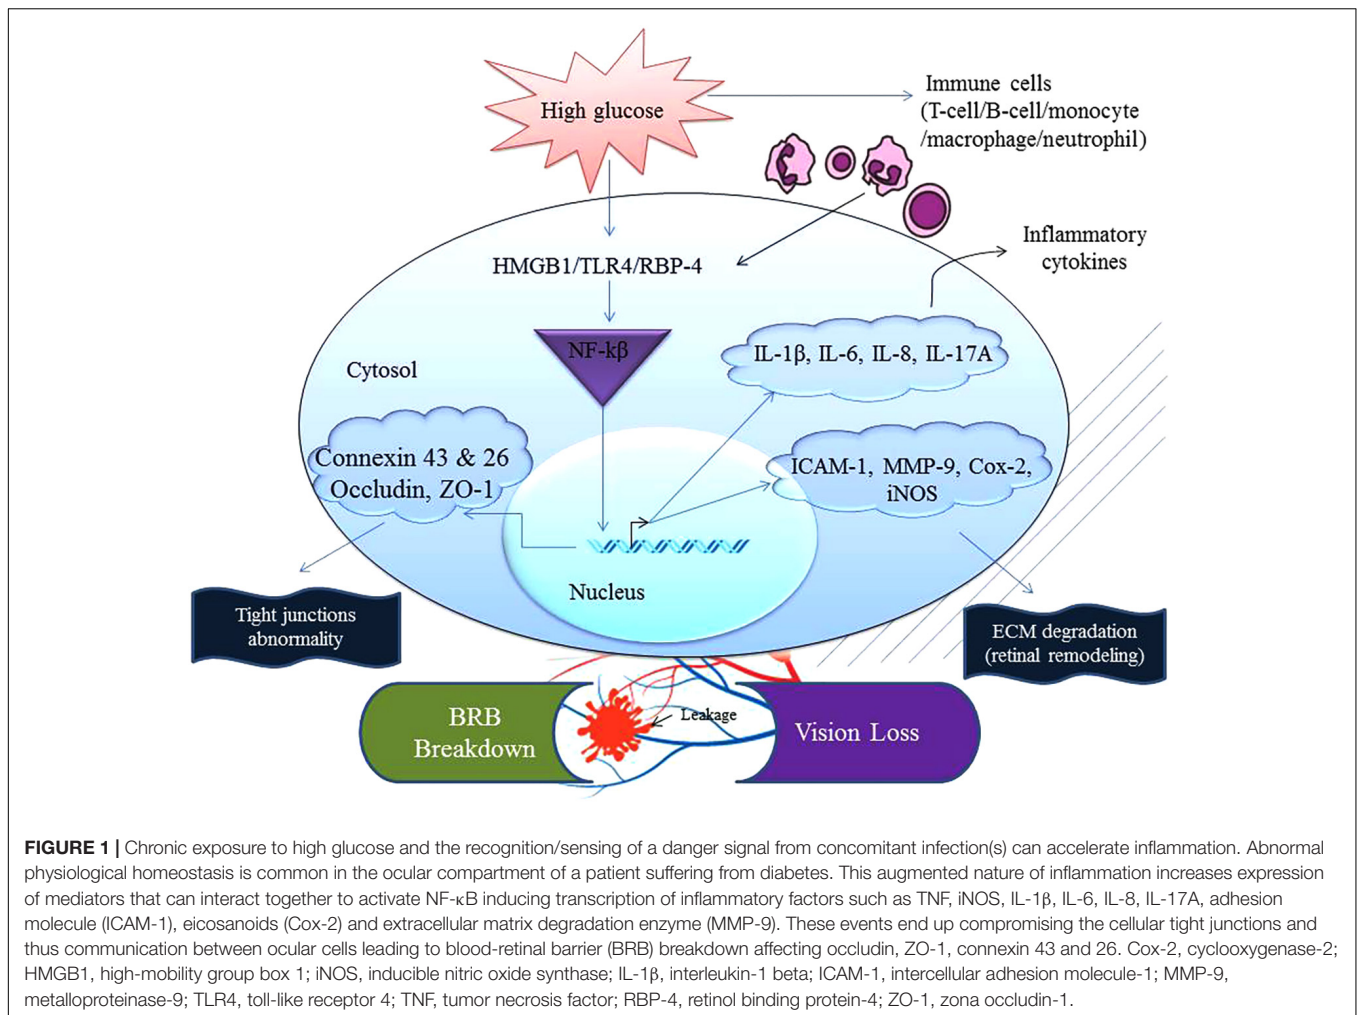 High glucose
Immune cells
(T-cell/B-cell/monocyte
/macrophage/neutrophil)
Inflammatory
cytokines
HMGB1/TLR4/RBP-4
NF-kβ
IL-1β, IL-6, IL-8, IL-17A
Cytosol
Connexin 43 & 26
Occludin, ZO-1
ICAM-1, MMP-9, Cox-2,
iNOS
Nucleus
Tight junctions
abnormality
ECM degradation
(retinal remodeling)
BRB
Breakdown
Leakage
Vision Loss
FIGURE 1 | Chronic exposure to high glucose and the recognition/sensing of a danger signal from concomitant infection(s) can accelerate inflammation. Abnormal
physiological homeostasis is common in the ocular compartment of a patient suffering from diabetes. This augmented nature of inflammation increases expression
of mediators that can interact together to activate NF-κB inducing transcription of inflammatory factors such as TNF, iNOS, IL-1β, IL-6, IL-8, IL-17A, adhesion
molecule (ICAM-1), eicosanoids (Cox-2) and extracellular matrix degradation enzyme (MMP-9). These events end up compromising the cellular tight junctions and
thus communication between ocular cells leading to blood-retinal barrier (BRB) breakdown affecting occludin, ZO-1, connexin 43 and 26. Cox-2, cyclooxygenase-2;
HMGB1, high-mobility group box 1; iNOS, inducible nitric oxide synthase; IL-1β, interleukin-1 beta; ICAM-1, intercellular adhesion molecule-1; MMP-9,
metalloproteinase-9; TLR4, toll-like receptor 4; TNF, tumor necrosis factor; RBP-4, retinol binding protein-4; ZO-1, zona occludin-1.